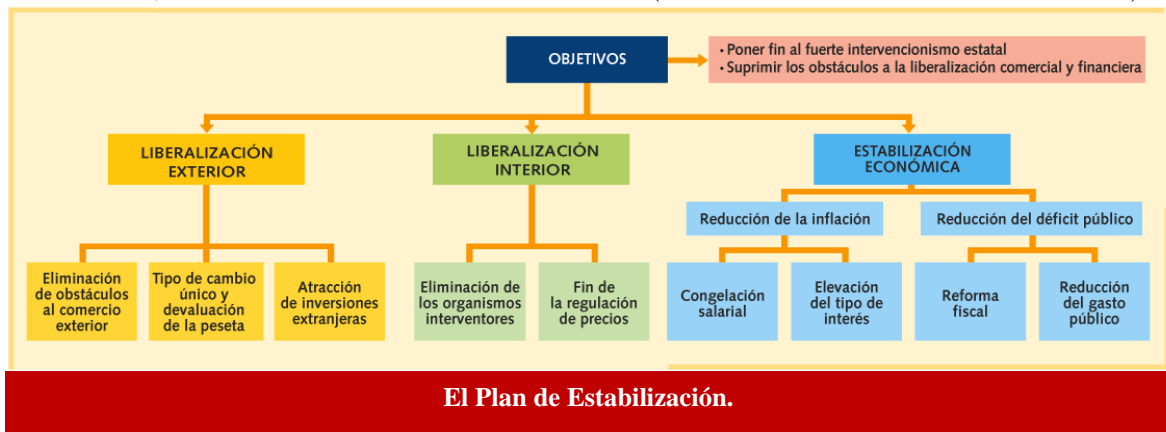 OBJETIVOS
• Poner fin al fuerte intervencionismo estatal
• Suprimir los obstáculos a la liberalización comercial y financiera
LIBERALIZACIÓN
EXTERIOR
LIBERALIZACIÓN
INTERIOR
ESTABILIZACIÓN
ECONÓMICA
Reducción de la inflación
Reducción del déficit público
Eliminación
de obstáculos
al comercio
exterior
Tipo de cambio
único y
devaluación
de la peseta
Atracción
de inversiones
extranjeras
Eliminación de
los organismos
interventores
Fin de
la regulación
de precios
Congelación
salarial
Elevación
del tipo de
interés
Reforma
fiscal
Reducción
del gasto
público
El Plan de Estabilización.